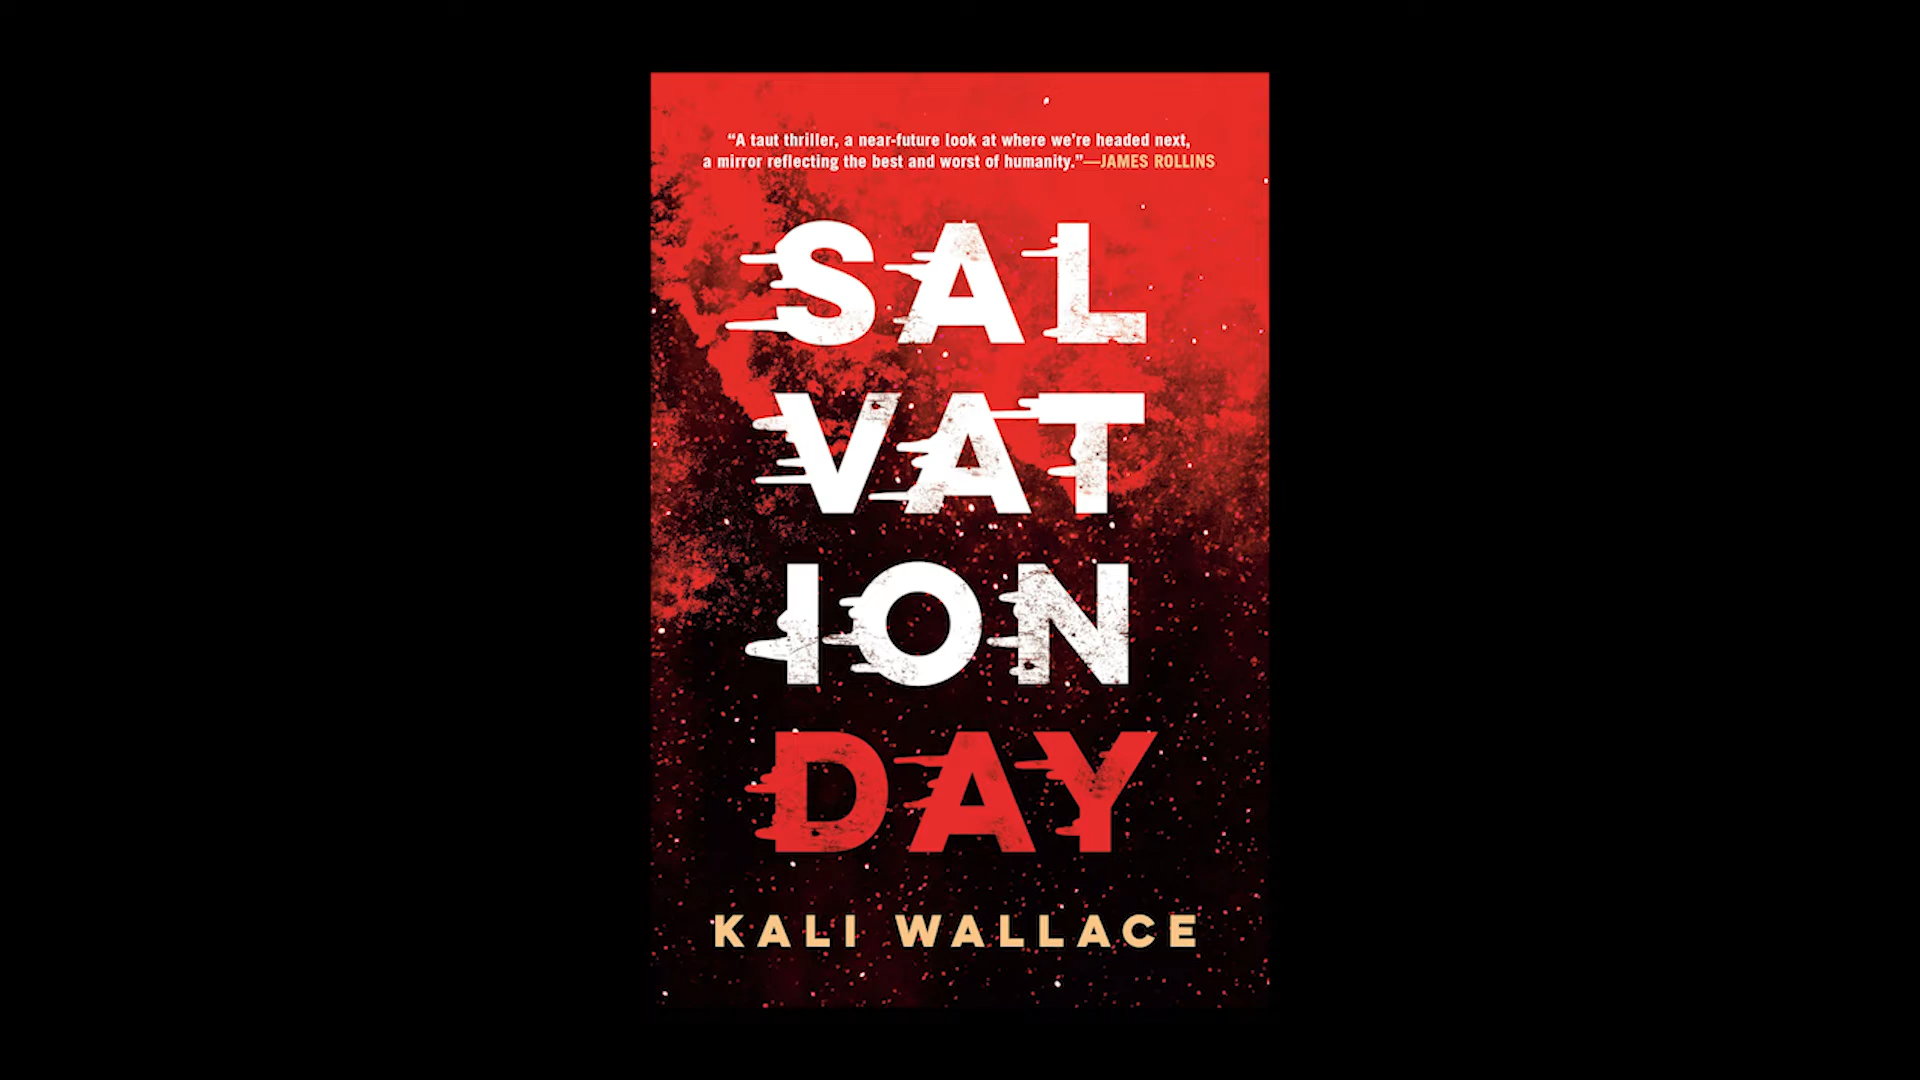 “A taut thriller, a near-future look at where we're headed next,
a mirror reflecting the best and worst of humanity.”—JAMES ROLLINS
SAL
VAT
ION
DAY
KALI WALLACE